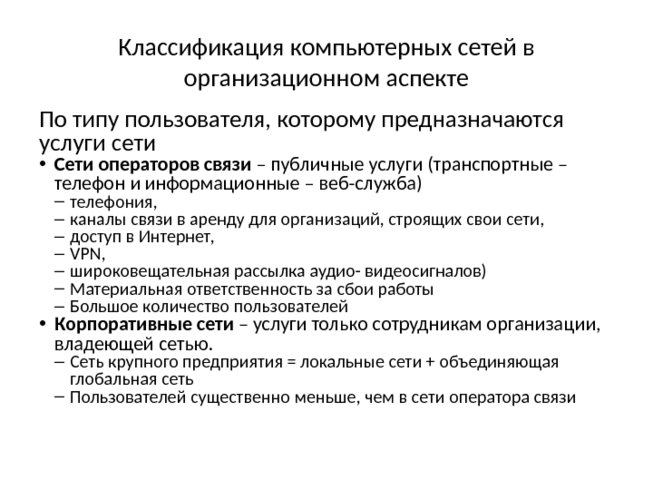 Классификация компьютерных сетей в
организационном аспекте
По типу пользователя, которому предназначаются
услуги сети
• Сети операторов связи – публичные услуги (транспортные –
телефон и информационные – веб-служба)
– телефония,
– каналы связи в аренду для организаций, строящих свои сети,
– доступ в Интернет,
– VPN,
– широковещательная рассылка аудио- видеосигналов)
– Материальная ответственность за сбои работы
– Большое количество пользователей
• Корпоративные сети – услуги только сотрудникам организации,
владеющей сетью.
– Сеть крупного предприятия = локальные сети + объединяющая
глобальная сеть
– Пользователей существенно меньше, чем в сети оператора связи